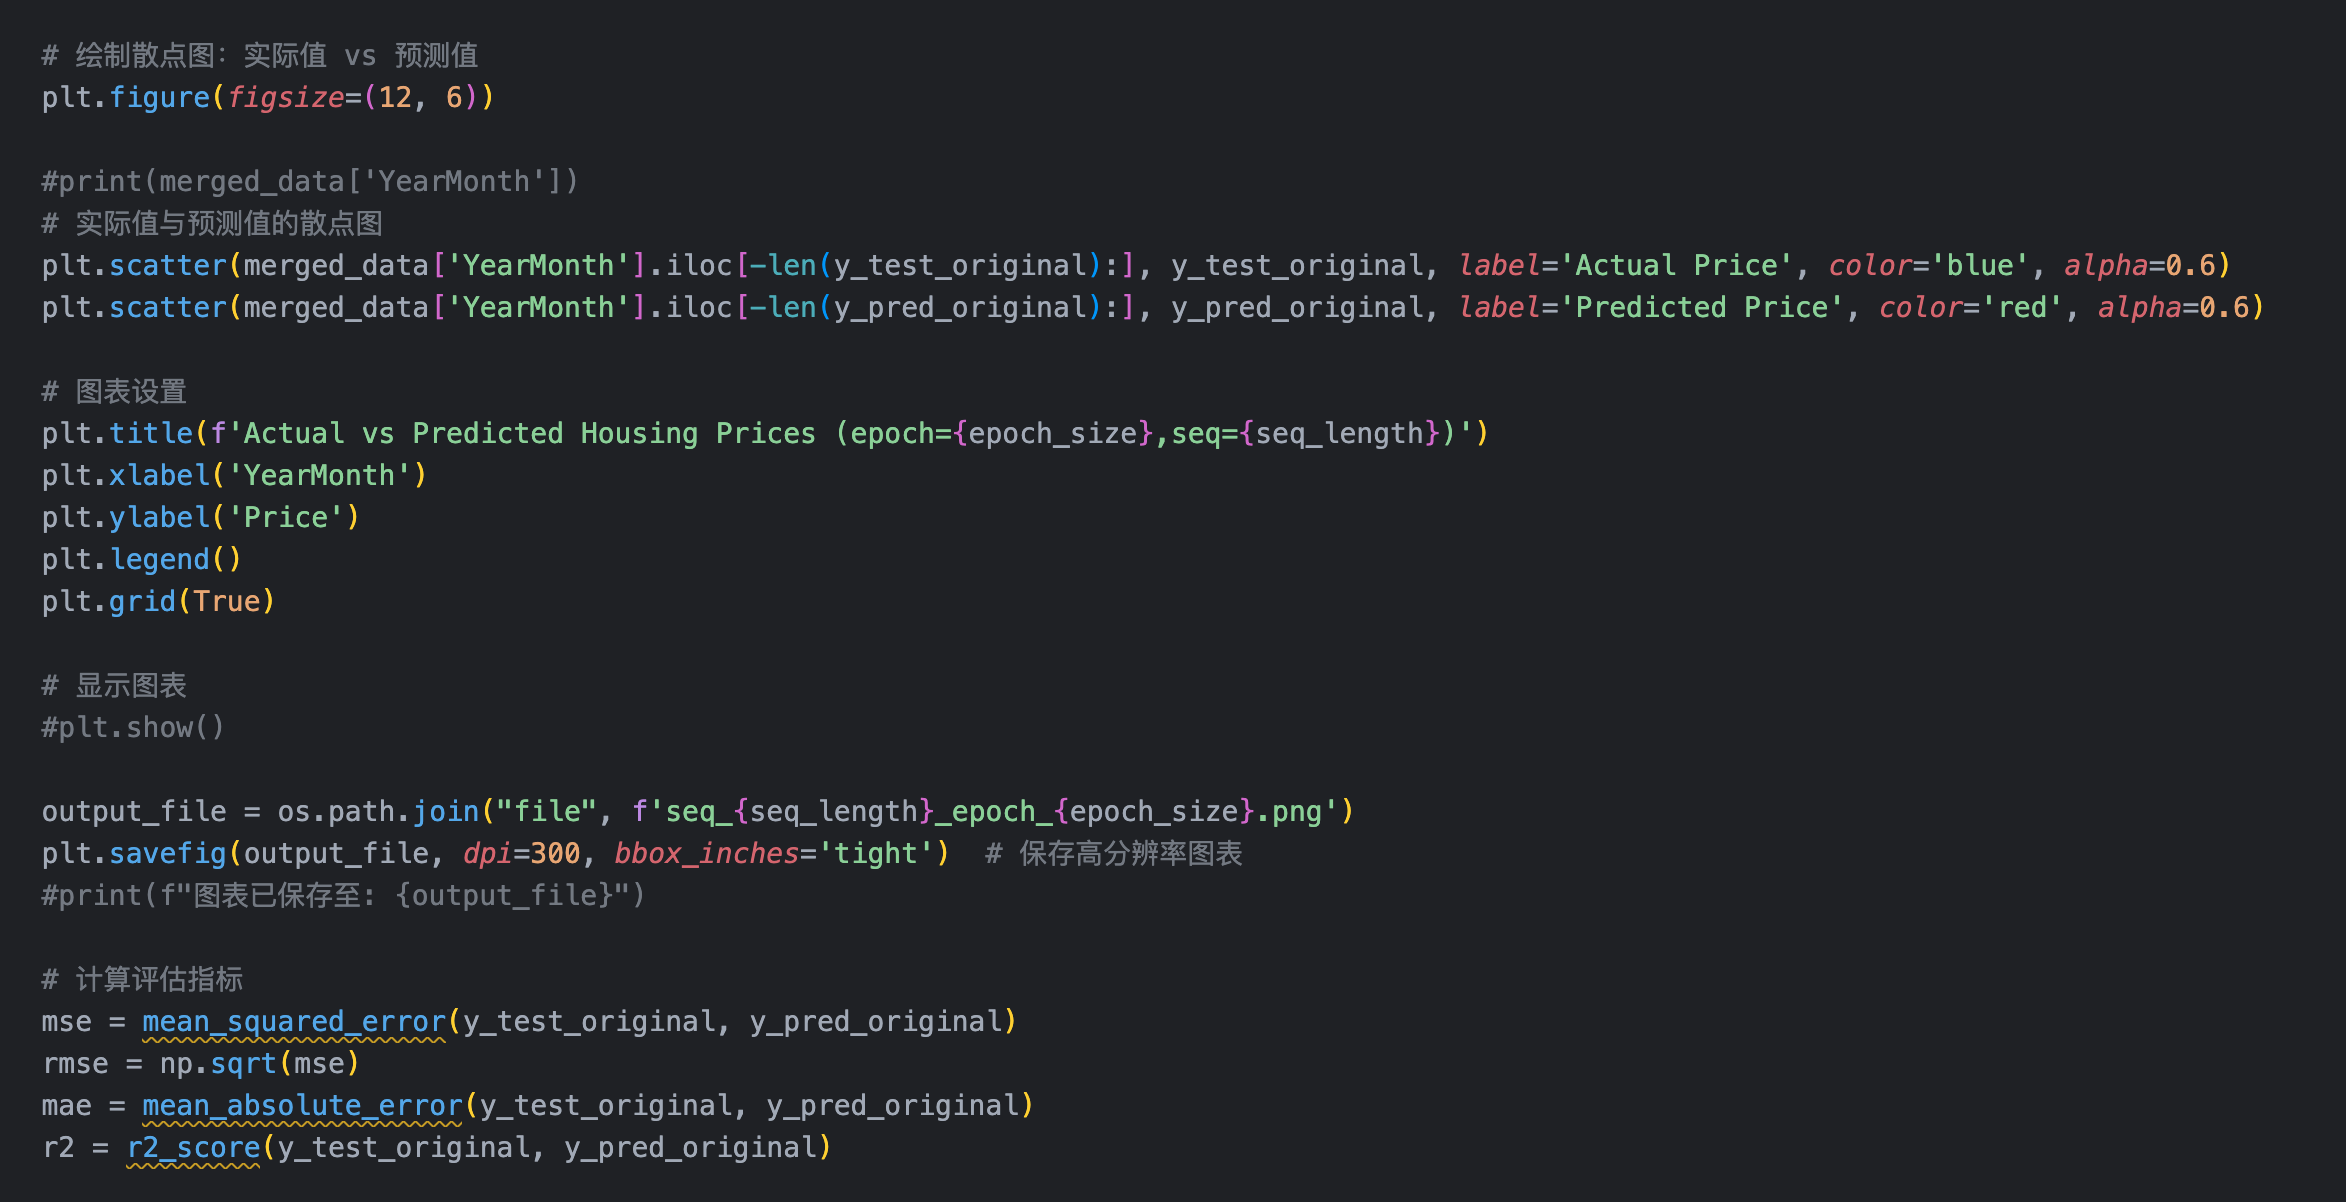 # 绘制散点图：实际值 vs 预测值
plt.figure(figsize=(12, 6))
#print(merged_data['YearMonth'])
# 实际值与预测值的散点图
plt.scatter(merged_data['YearMonth'].iloc[-len(y_test_original):], y_test_original, label='Actual Price', color='blue', alpha=0.6)
plt.scatter(merged_data['YearMonth'].iloc[-len(y_pred_original):], y_pred_original, label='Predicted Price', color='red', alpha=0.6)
# 图表设置
plt.title(f'Actual vs Predicted Housing Prices (epoch={epoch_size},seq={seq_length})')
plt.xlabel('YearMonth')
plt.ylabel('Price')
plt.legend()
plt.grid(True)
# 显示图表
#plt.show()
output_file = os.path.join("file", f'seq_{seq_length}_epoch_{epoch_size}.png')
plt.savefig(output_file, dpi=300, bbox_inches='tight')  # 保存高分辨率图表
#print(f"图表已保存至: {output_file}")
# 计算评估指标
mse = mean_squared_error(y_test_original, y_pred_original)
rmse = np.sqrt(mse)
mae = mean_absolute_error(y_test_original, y_pred_original)
r2 = r2_score(y_test_original, y_pred_original)